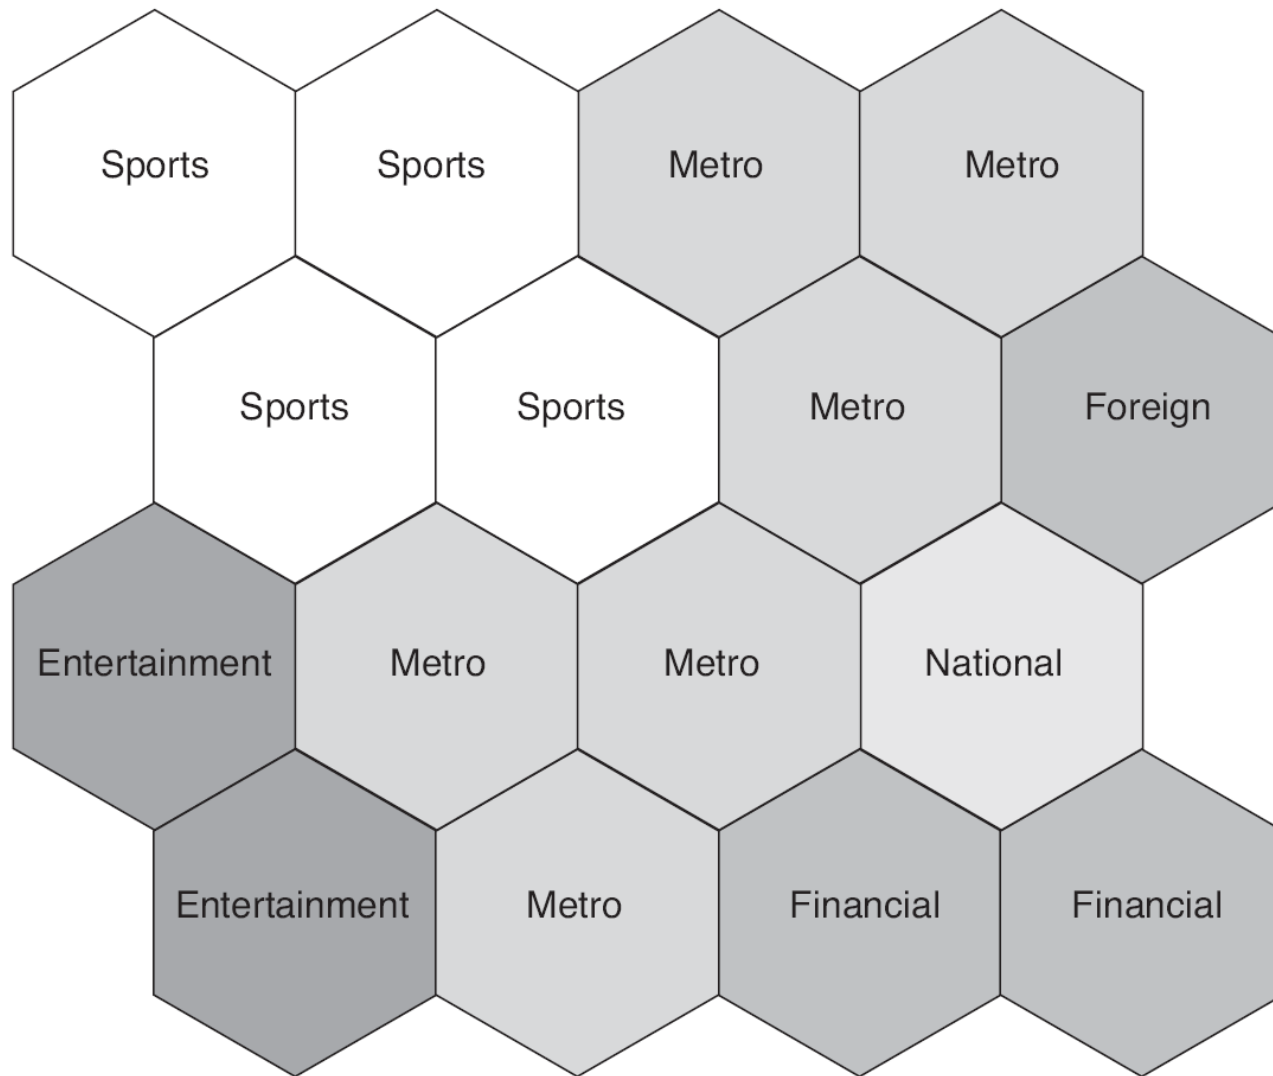 Sports Sports Metro Metro
Sports Sports Metro Foreign
Entertainment Metro Metro National
Entertainment Metro Financial Financial